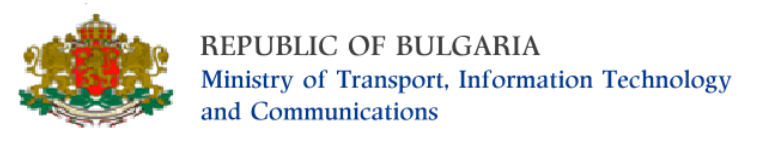 REPUBLIC OF BULGARIA
Ministry of Transport, Information Technology
and Communications